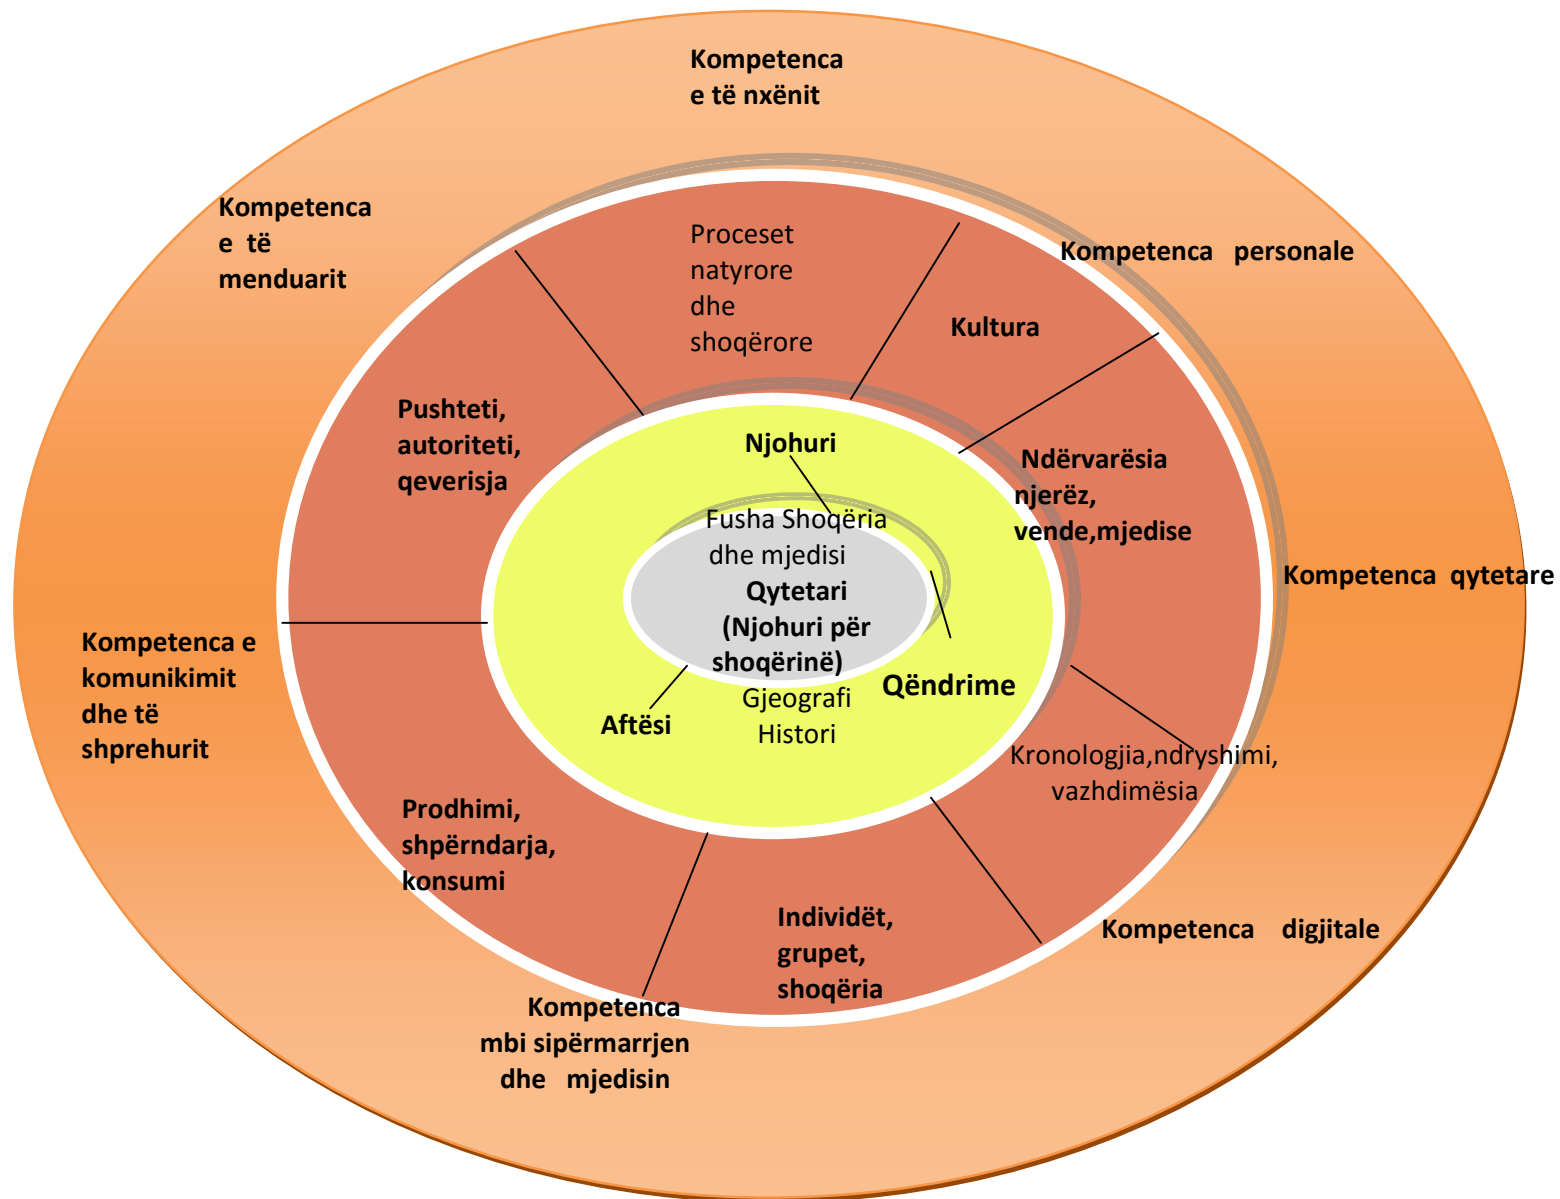 Kompetenca
e të nxënit
Kompetenca
e të
menduarit
Proceset
natyrore
dhe
shoqërore
Kompetenca personale
Kultura
Pushteti,
autoriteti,
qeverisja
Njohuri
Ndërvarësia
njerëz,
vende,mjedise
Fusha Shoqëria
dhe mjedisi
Qytetari
(Njohuri për
shoqërinë)
Gjeografi
Histori
Kompetenca qytetare
Kompetenca e
komunikimit
dhe të
shprehurit
Qëndrime
Aftësi
Kronologjia,ndryshimi,
vazhdimësia
Prodhimi,
shpërndarja,
konsumi
Individët,
grupet,
shoqëria
Kompetenca digjitale
Kompetenca
mbi sipërmarrjen
dhe mjedisin